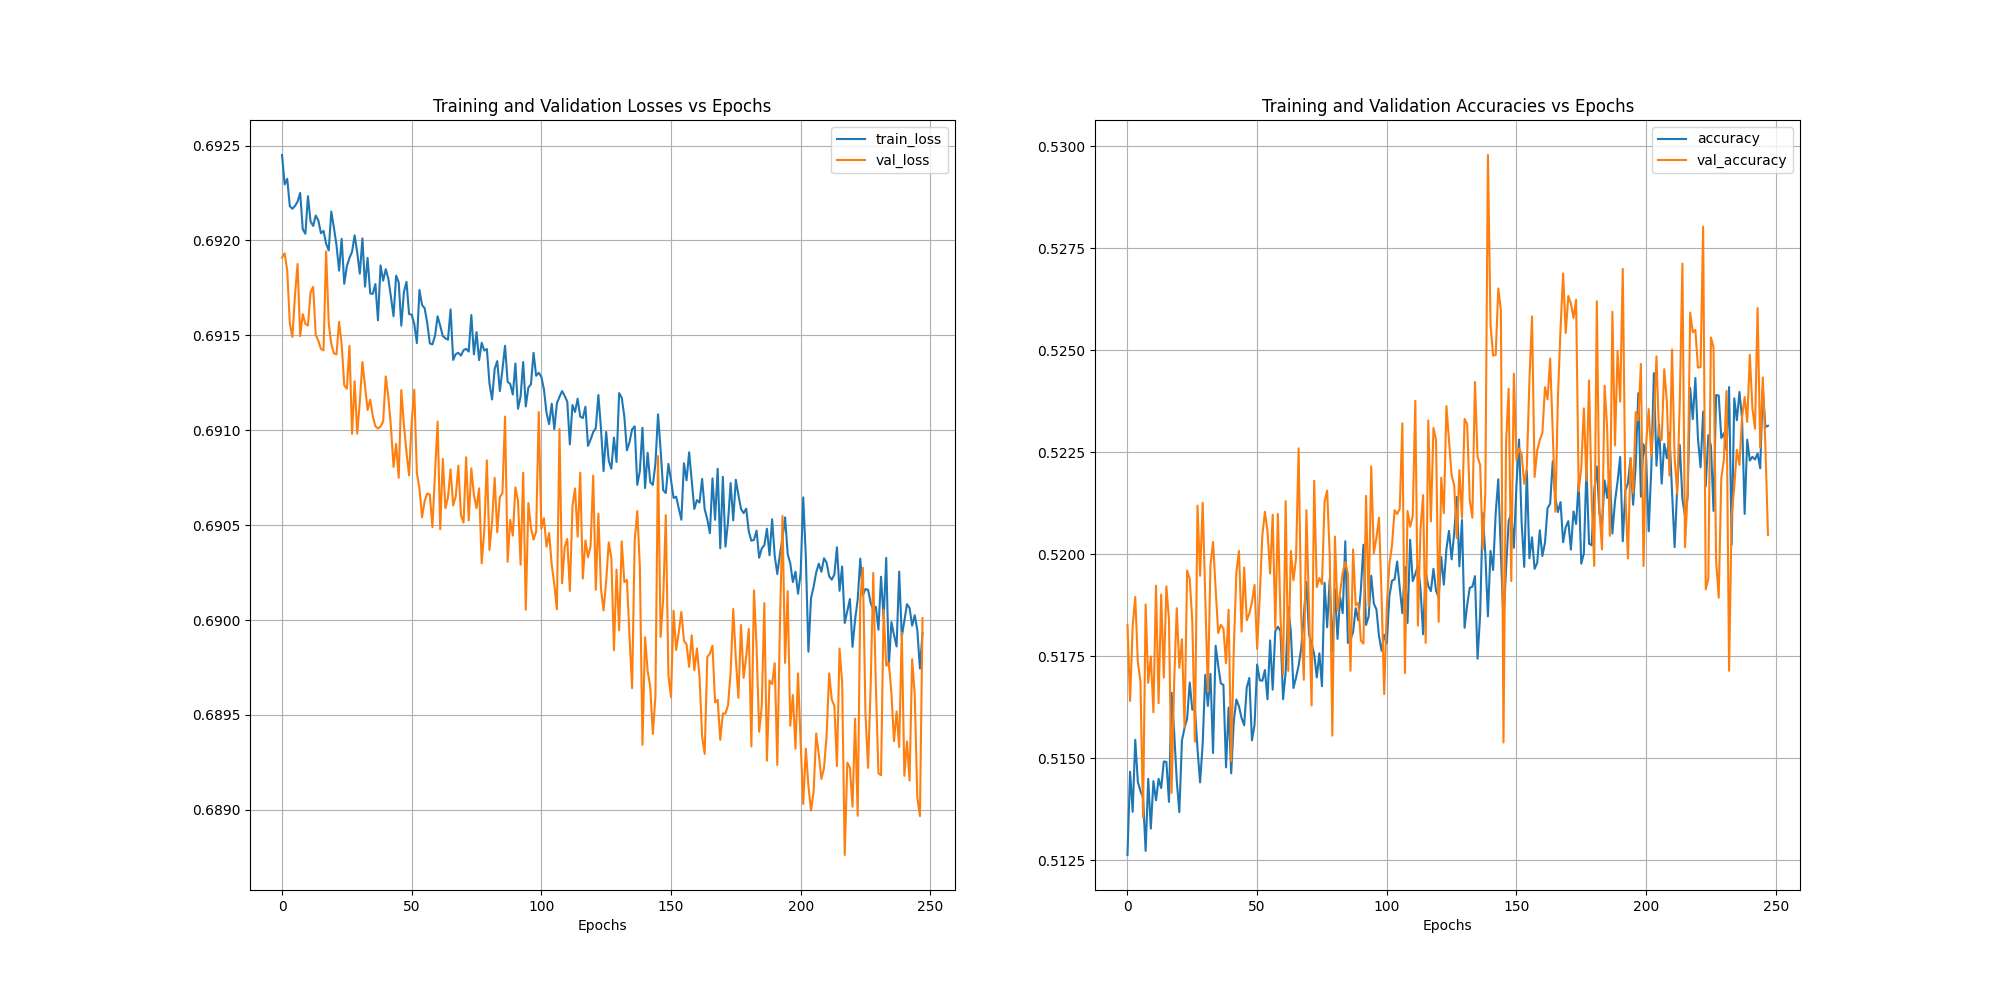 Training and Validation Losses vs Epochs
train_loss
val_loss
0.6925
0.6920
0.6915
0.6910
0.6905
0.6900
0.6895
0.6890
0 50 100 150 200 250
Epochs
Training and Validation Accuracies vs Epochs
accuracy
val_accuracy
0.5300
0.5275
0.5250
0.5225
0.5200
0.5175
0.5150
0.5125
0 50 100 150 200 250
Epochs